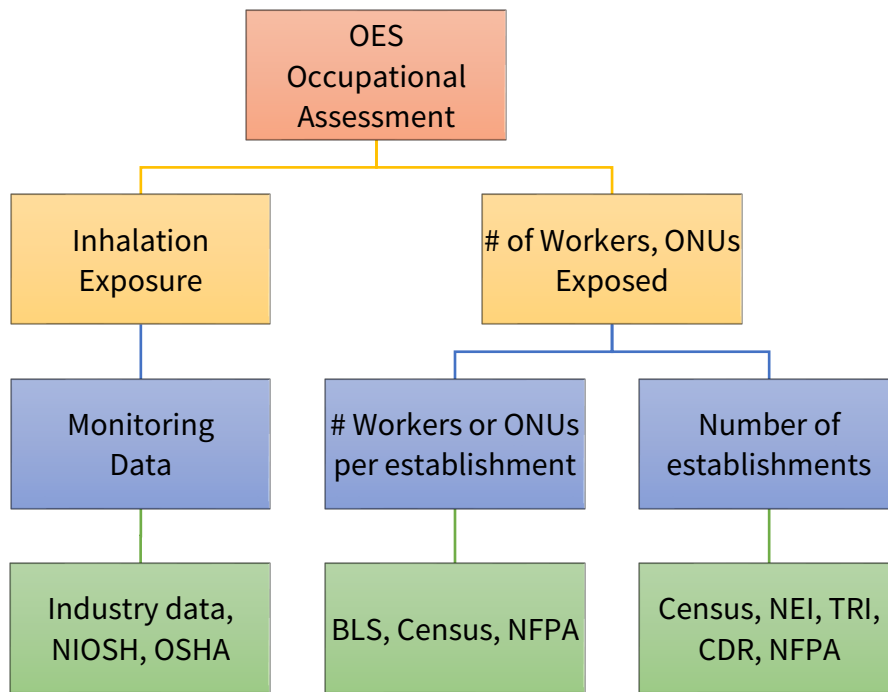 OES
Occupational
Assessment
Inhalation
Exposure
# of Workers, ONUs
Exposed
Monitoring
Data
# Workers or ONUs
per establishment
Number of
establishments
Industry data,
NIOSH, OSHA
BLS, Census, NFPA
Census, NEI, TRI,
CDR, NFPA